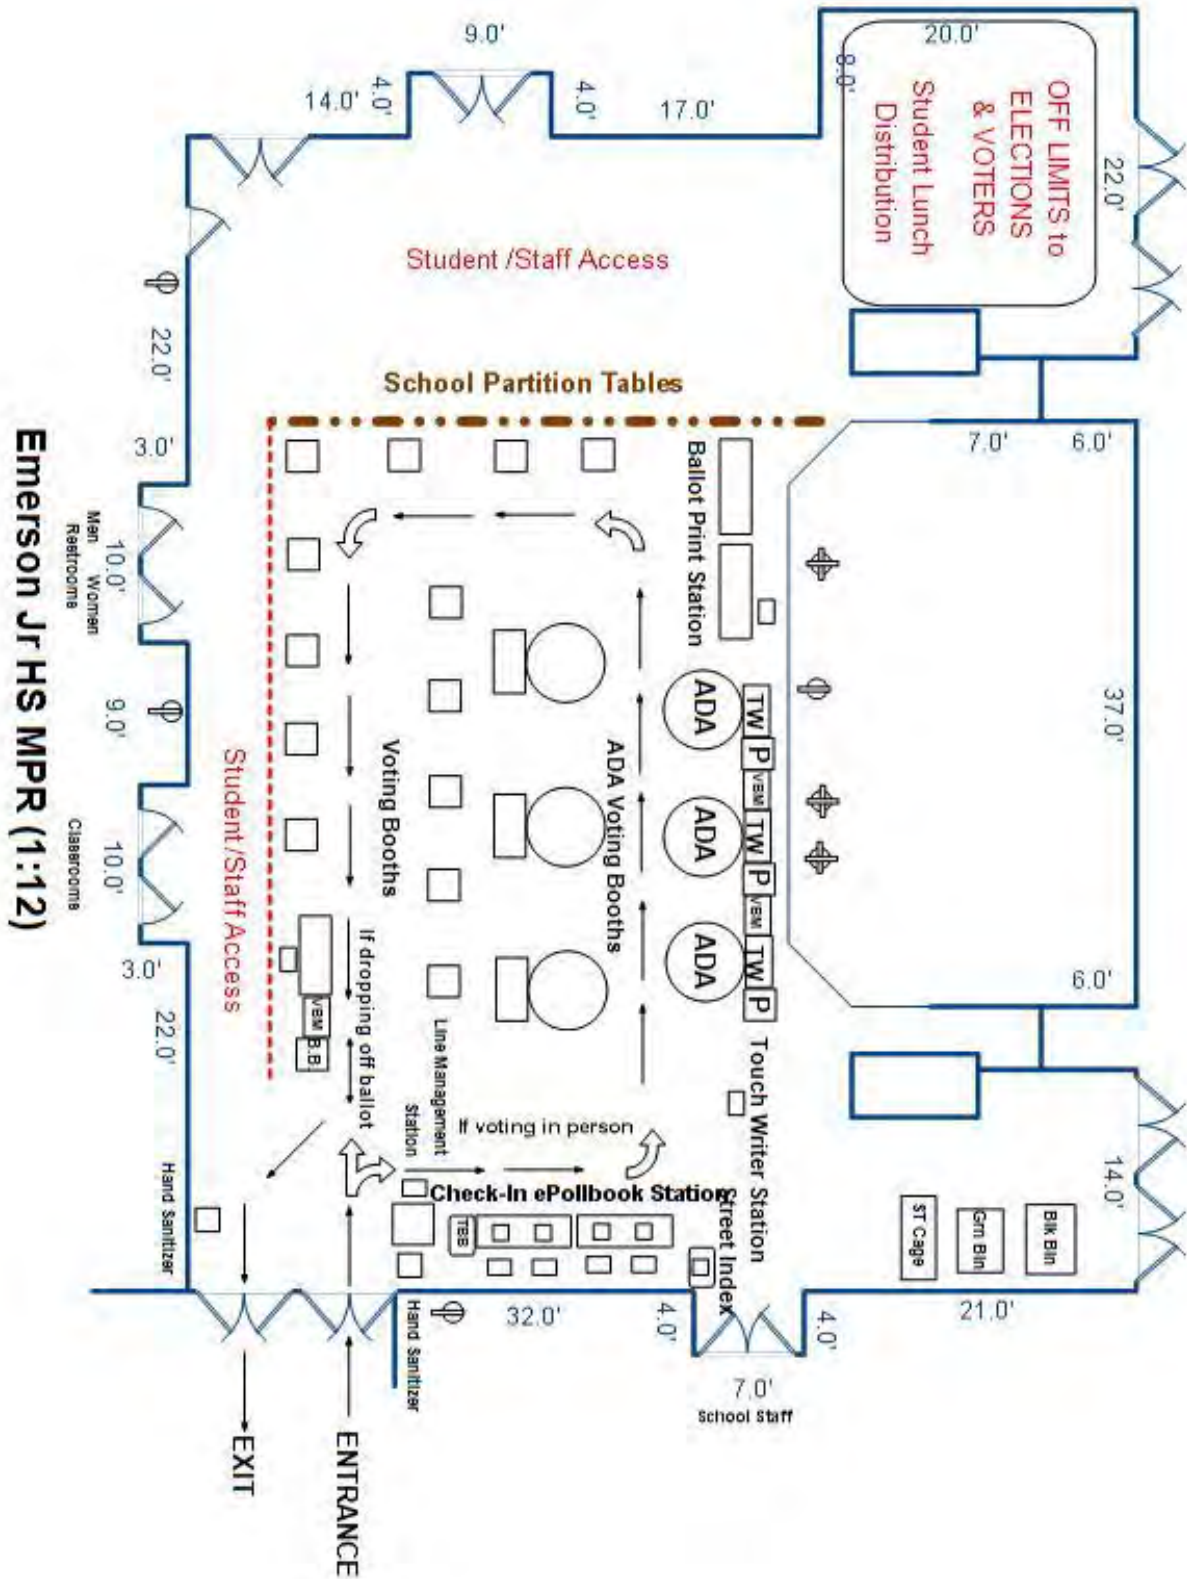 9.0'
20.0'
4.0'
4.0'
14.0'
17.0'
8.0'
OFF LIMITS to
ELECTIONS
& VOTERS
Student Lunch
Distribution
22.0'
Student /Staff Access
22.0'
School Partition Tables
3.0'
7.0'
6.0'
Ballot Print Station
Men Women
Restrooms
10.0'
9.0'
37.0'
ADA
TW
P
VBM
ADA
TW
P
VBM
ADA
TW
P
Voting Booths
ADA Voting Booths
Student/Staff Access
Classrooms
10.0'
3.0'
6.0'
22.0'
Emerson Jr HS MPR (1:12)
VBM
B.B.
If dropping off ballot
Line Management
Station
If voting in person
Touch Writer Station
14.0'
Hand Sanitizer
Check-In ePollbook Station
TBB
Street Index
ST Cage
Grn Bin
Blk Bin
Hand Sanitizer
32.0'
4.0'
4.0'
21.0'
7.0'
School Staff
EXIT
ENTRANCE